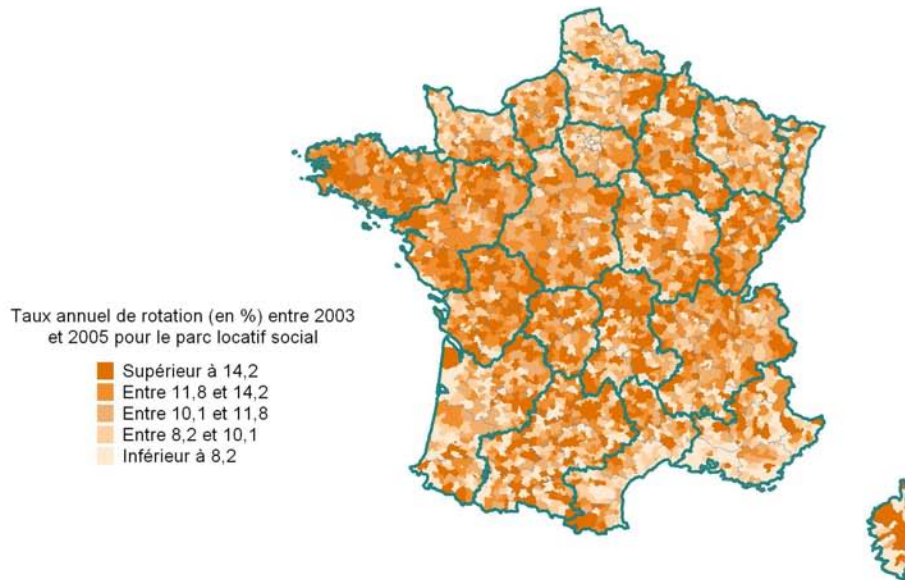 Taux annuel de rotation (en %) entre 2003
et 2005 pour le parc locatif social
Supérieur à 14,2
Entre 11,8 et 14,2
Entre 10,1 et 11,8
Entre 8,2 et 10,1
Inférieur à 8,2